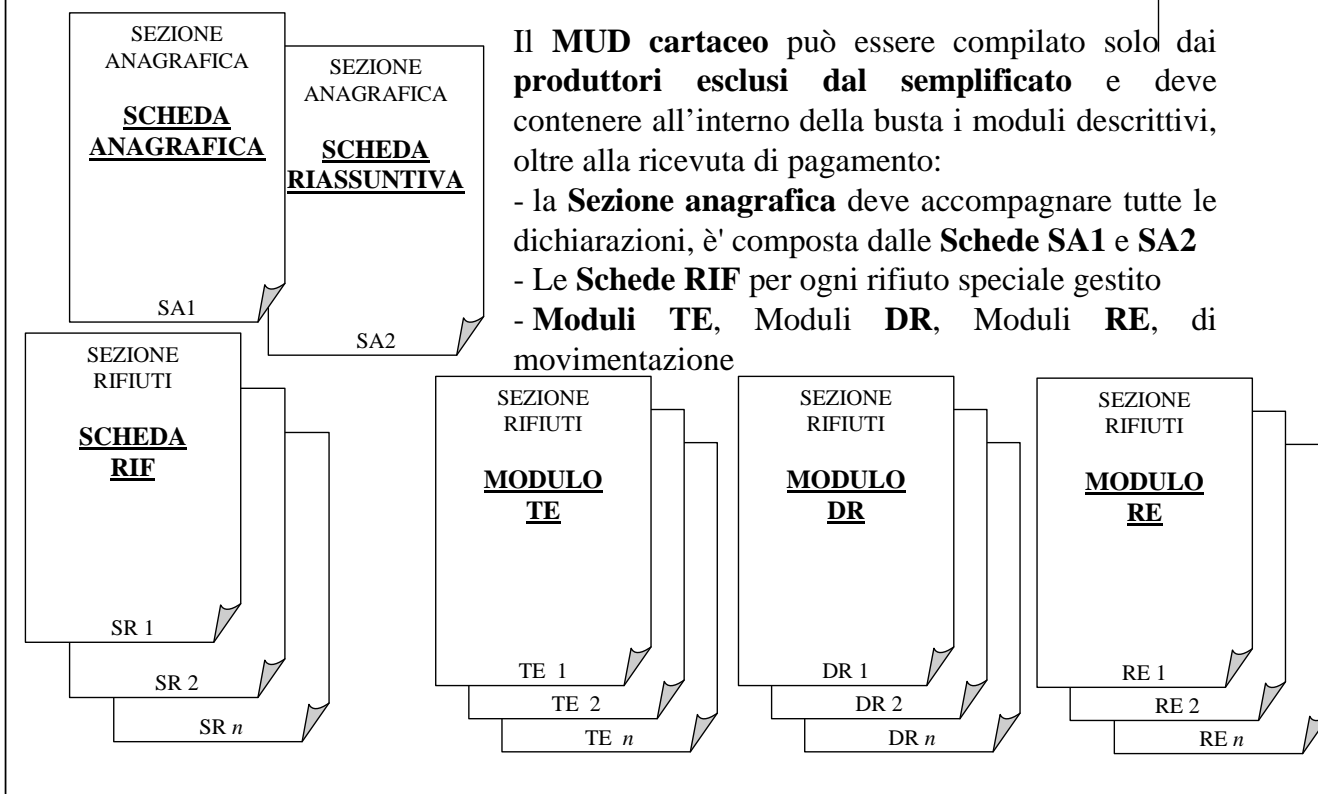 SEZIONE
ANAGRAFICA
SCHEDA
ANAGRAFICA
SA1
SEZIONE
ANAGRAFICA
SCHEDA
RIASSUNTIVA
SA2
Il MUD cartaceo può essere compilato solo dai
produttori esclusi dal semplificato e deve
contenere all’interno della busta i moduli descrittivi,
oltre alla ricevuta di pagamento:
- la Sezione anagrafica deve accompagnare tutte le
dichiarazioni, è' composta dalle Schede SA1 e SA2
- Le Schede RIF per ogni rifiuto speciale gestito
- Moduli TE, Moduli DR, Moduli RE, di
movimentazione
SEZIONE
RIFIUTI
SCHEDA
RIF
SR 1
SR 2
SR n
SEZIONE
RIFIUTI
MODULO
TE
TE 1
TE 2
TE n
SEZIONE
RIFIUTI
MODULO
DR
DR 1
DR 2
DR n
SEZIONE
RIFIUTI
MODULO
RE
RE 1
RE 2
RE n